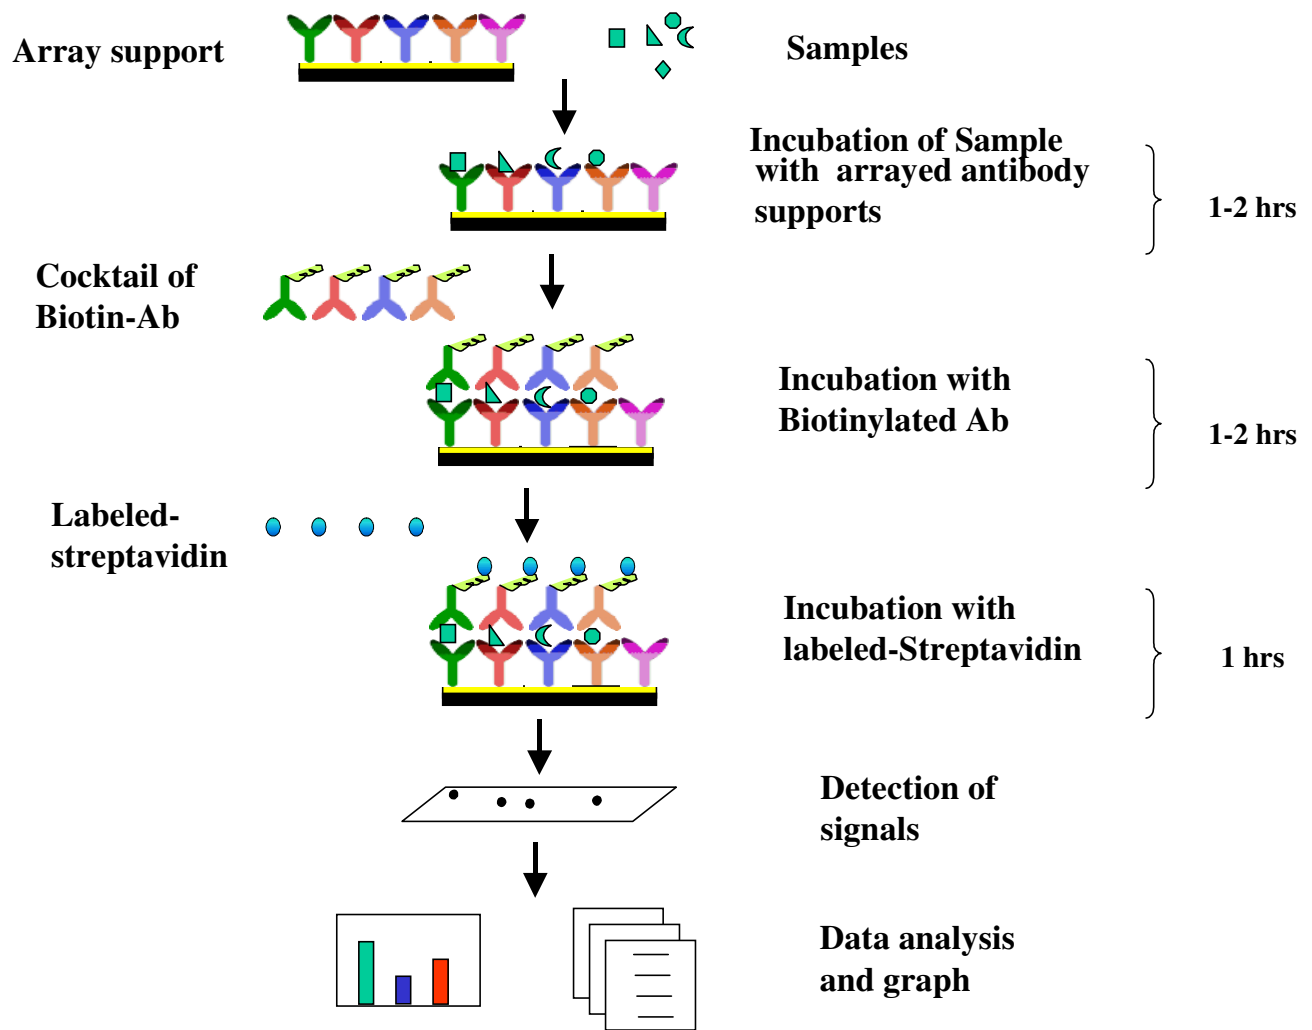 Array support
Samples
Incubation of Sample
with arrayed antibody
supports
1-2 hrs
Cocktail of
Biotin-Ab
Incubation with
Biotinylated Ab
1-2 hrs
Labeled-
streptavidin
Incubation with
labeled-Streptavidin
1 hrs
Detection of
signals
Data analysis
and graph